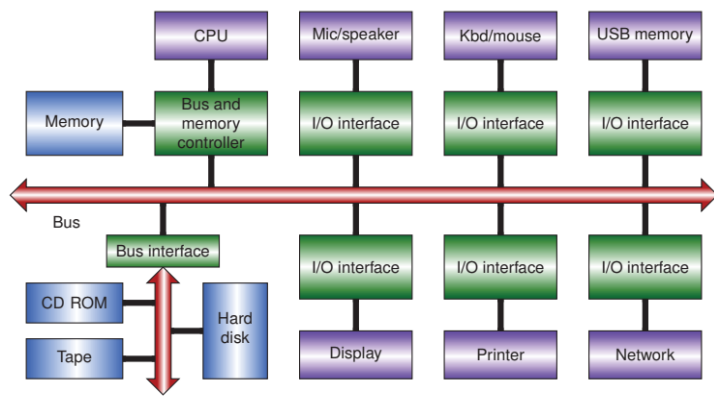 CPU
Mic/speaker
Kbd/mouse
USB memory
Memory
Bus and
memory
controller
I/O interface
I/O interface
I/O interface
Bus
Bus interface
I/O interface
I/O interface
I/O interface
CD ROM
Hard
disk
Tape
Display
Printer
Network